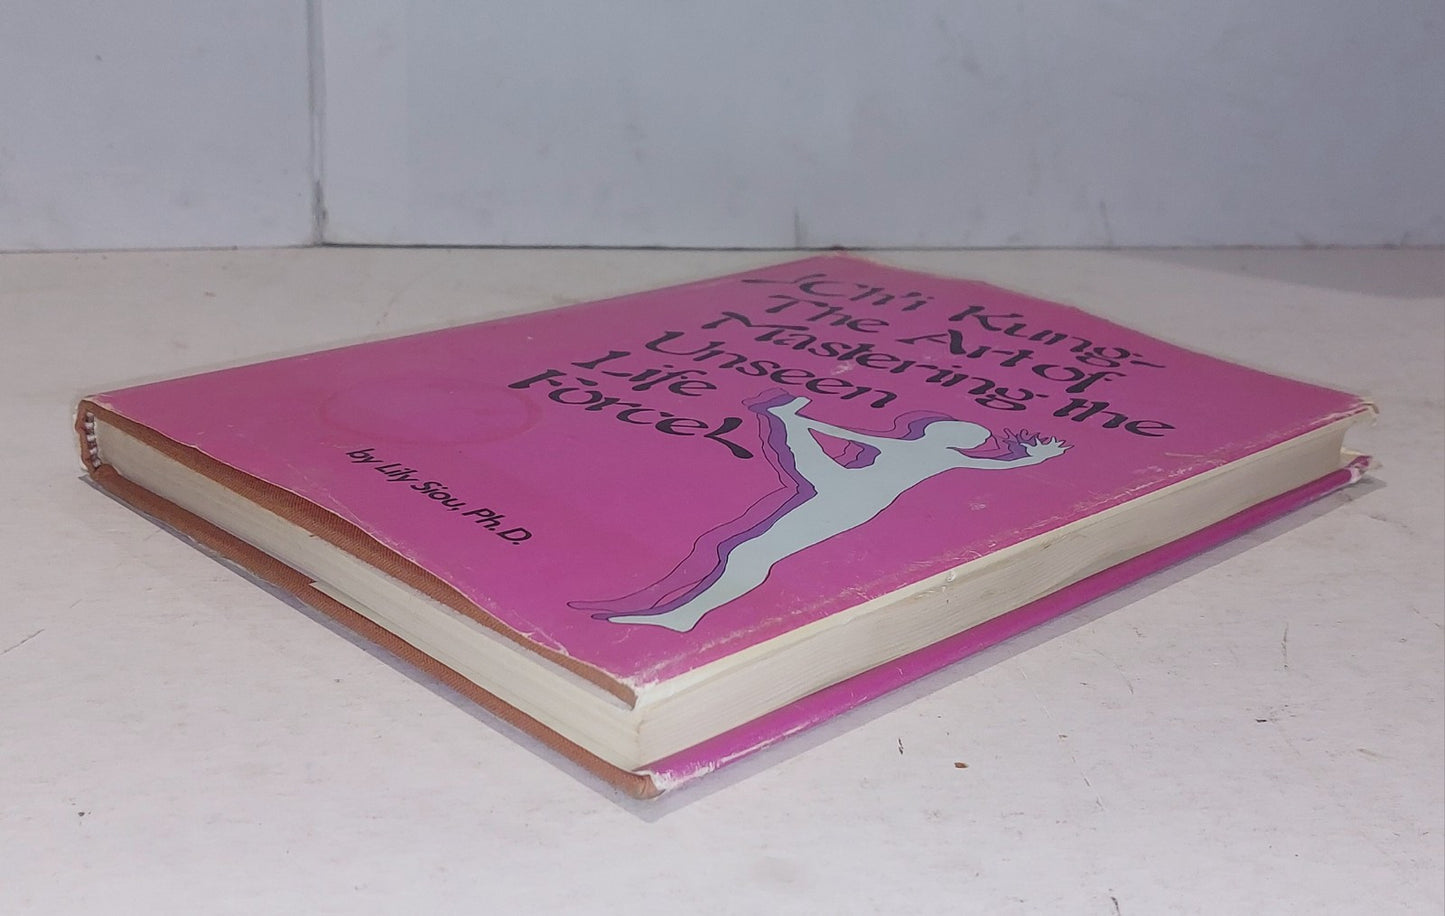 Ch'i Kung-
The Art of
Mastering the
Unseen
Life
Force
by Lily Siou, Ph.D.